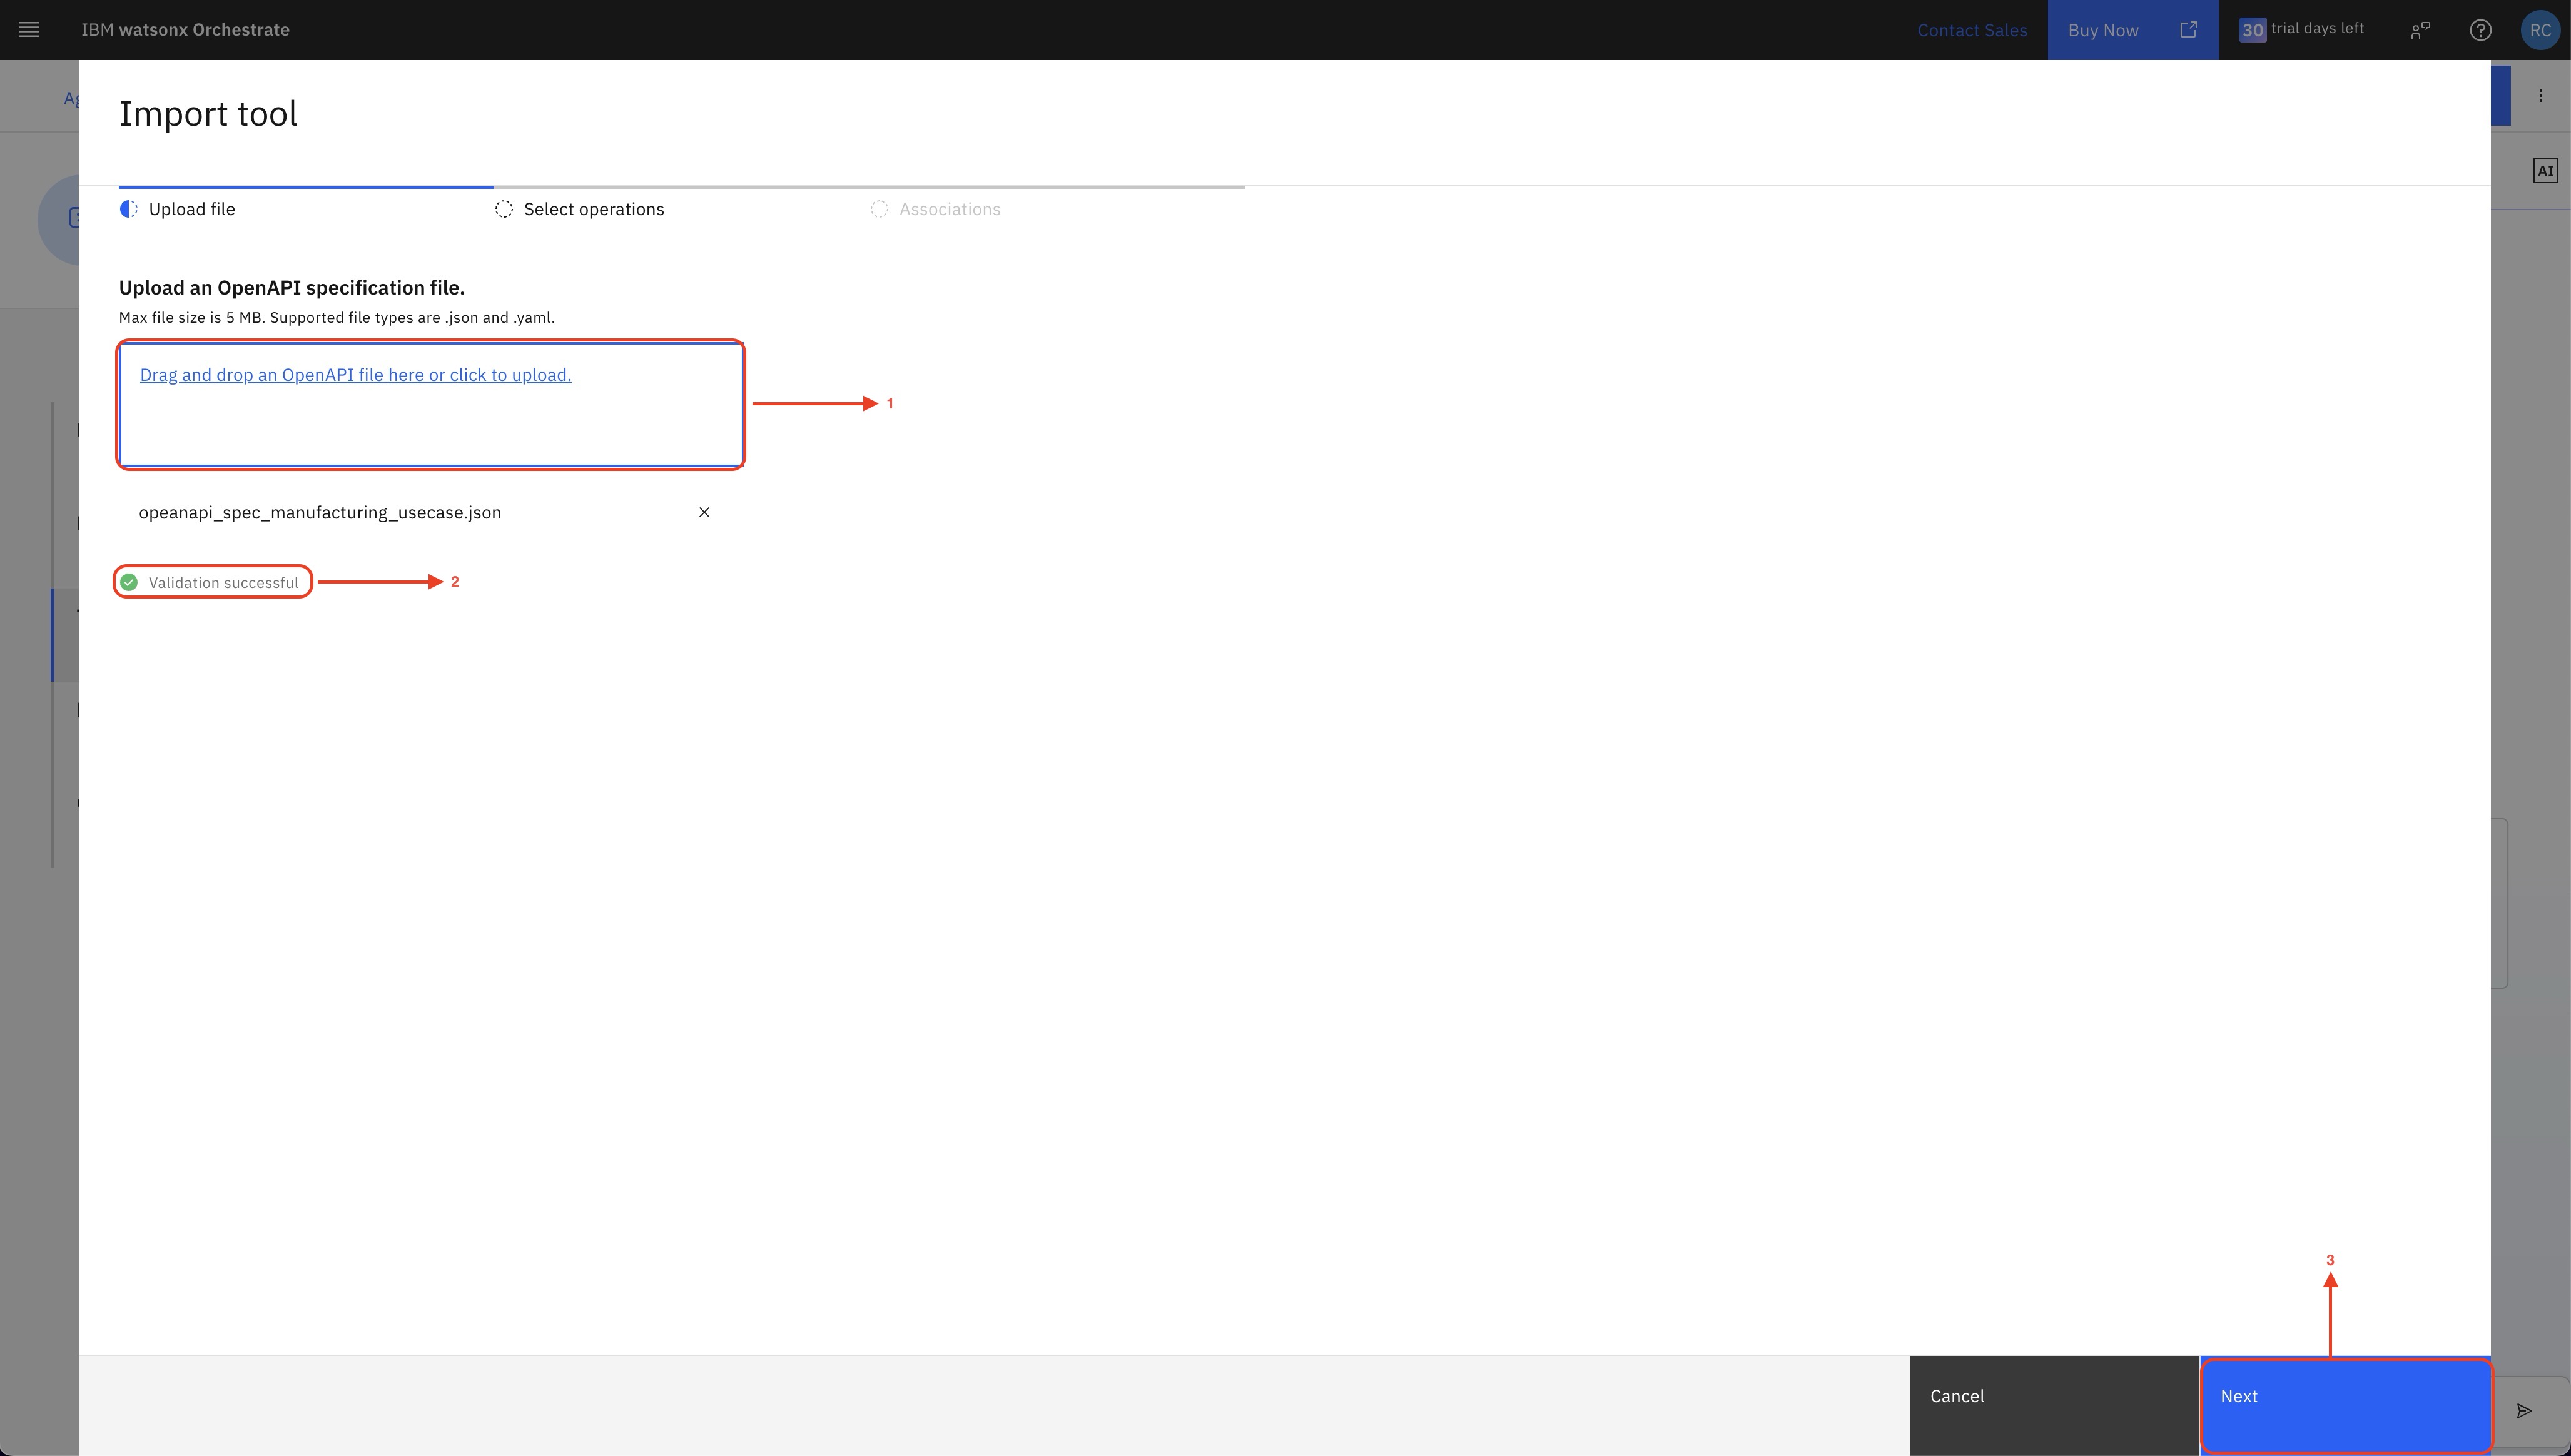 IBM watsonx Orchestrate
Contact Sales
Buy Now
30 trial days left
RC
Import tool
AI
Upload file
Select operations
Associations
Upload an OpenAPI specification file.
Max file size is 5 MB. Supported file types are .json and .yaml.
Drag and drop an OpenAPI file here or click to upload.
1
opeanapi_spec_manufacturing_usecase.json
Validation successful
2
3
Cancel
Next